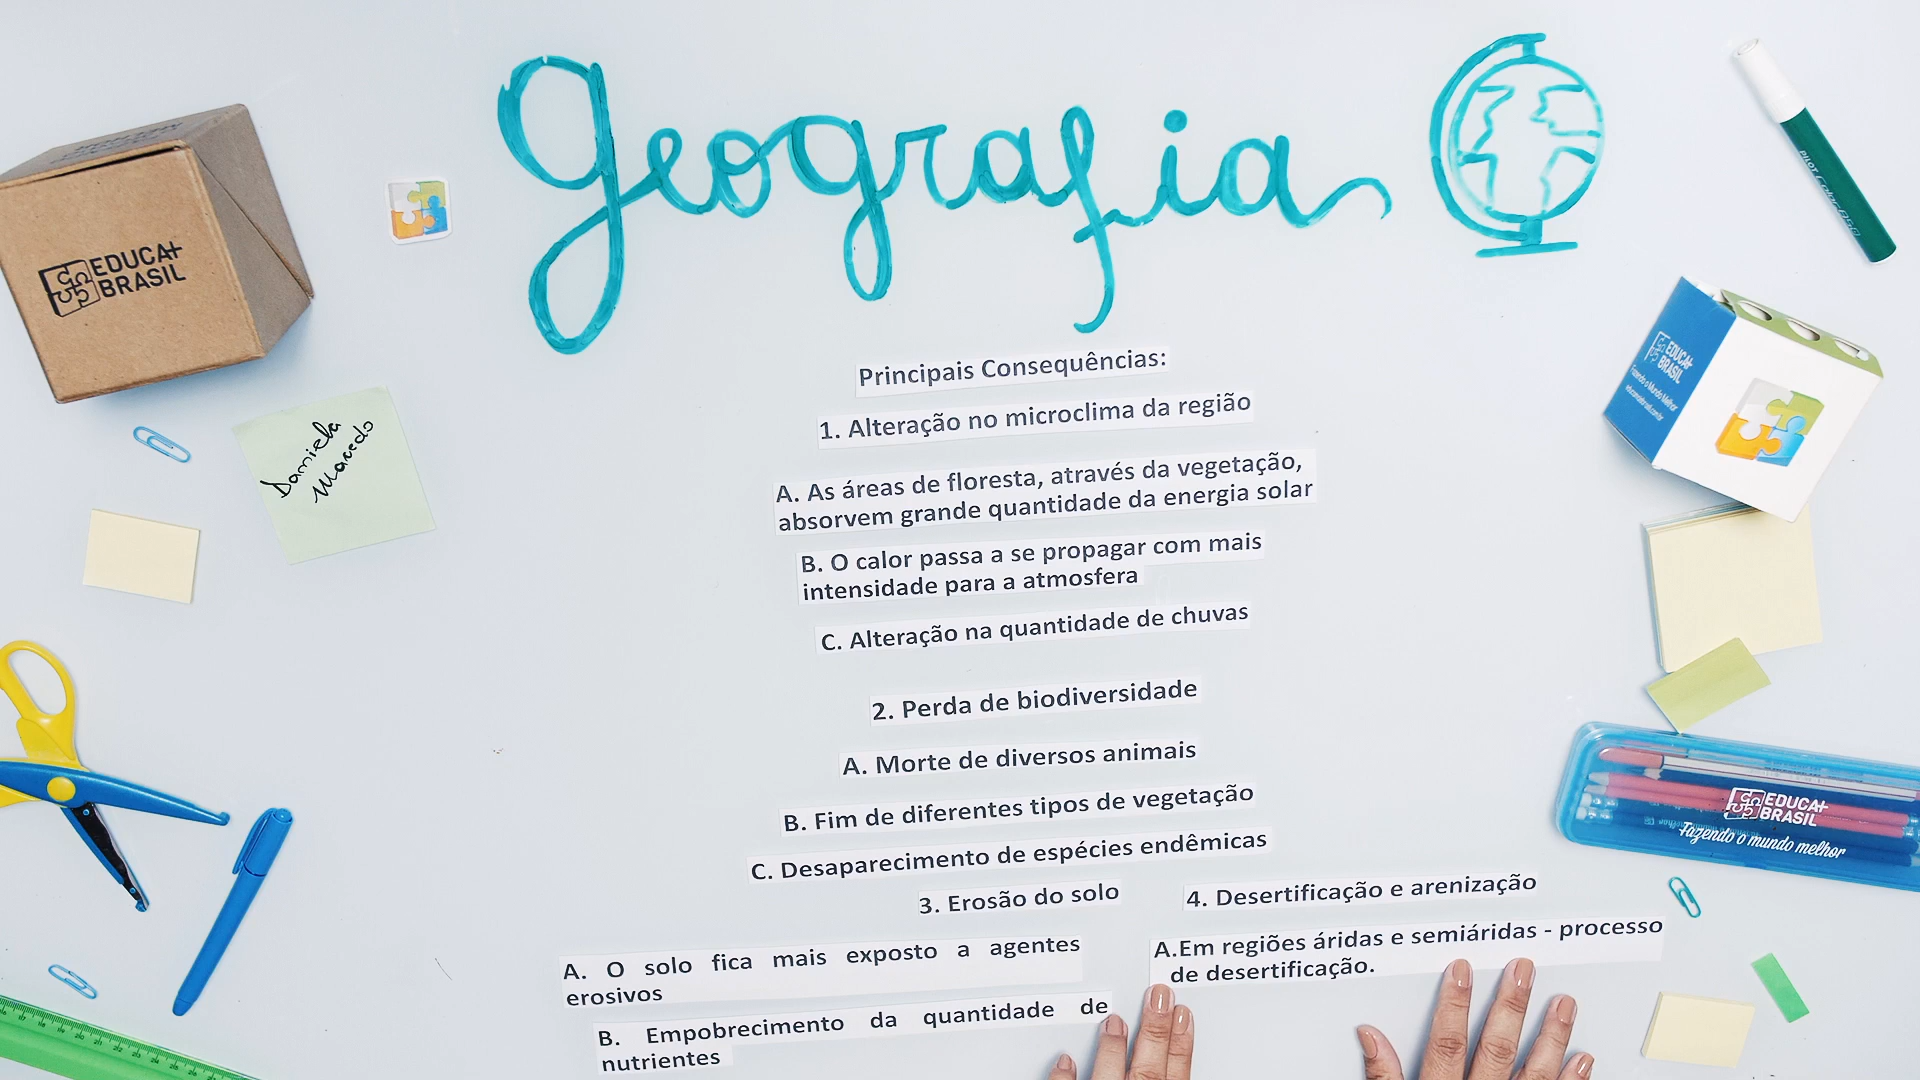 Geografia
EDUCA+
BRASIL
Daniela
Macedo
PILOT
EDUCA+
BRASIL
Fazendo o Mundo Melhor
Principais Consequências:
1. Alteração no microclima da região
A. As áreas de floresta, através da vegetação,
absorvem grande quantidade da energia solar
B. O calor passa a se propagar com mais
intensidade para a atmosfera
C. Alteração na quantidade de chuvas
2. Perda de biodiversidade
A. Morte de diversos animais
B. Fim de diferentes tipos de vegetação
C. Desaparecimento de espécies endêmicas
3. Erosão do solo
A. O solo fica mais exposto a agentes
erosivos
B. Empobrecimento da quantidade de
nutrientes
4. Desertificação e arenização
A.Em regiões áridas e semiáridas - processo
de desertificação.
EDUCA+
BRASIL
Fazendo o mundo melhor